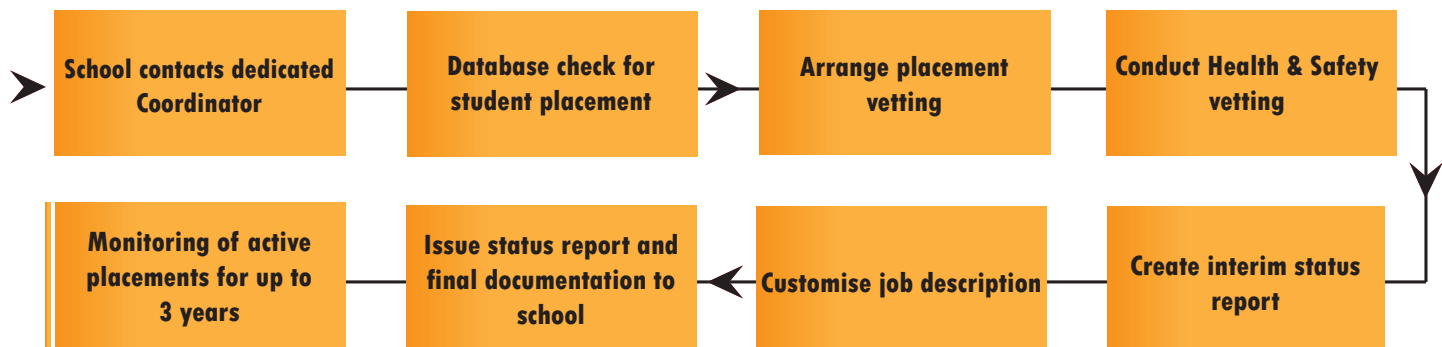 School contacts dedicated
Coordinator
Database check for
student placement
Arrange placement
vetting
Conduct Health & Safety
vetting
Create interim status
report
Customise job description
Issue status report and
final documentation to
school
Monitoring of active
placements for up to
3 years